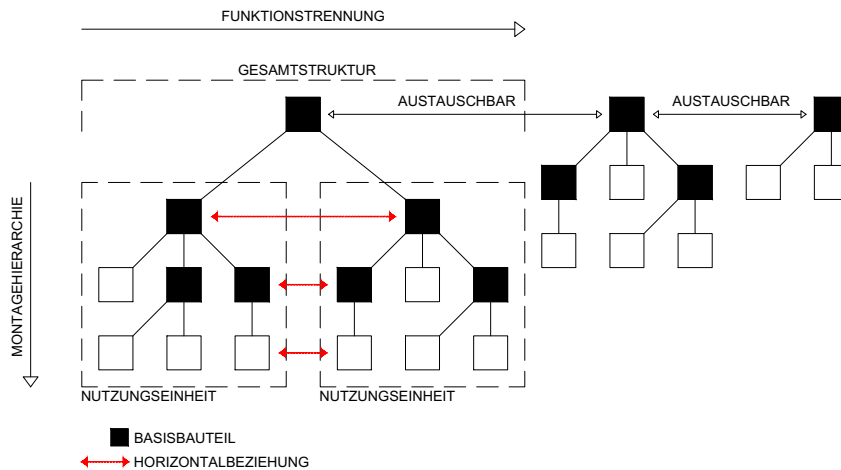 FUNKTIONSTRENNUNG
GESAMTSTRUKTUR
AUSTAUSCHBAR
AUSTAUSCHBAR
MONTAGEHIERARCHIE
NUTZUNGSEINHEIT
NUTZUNGSEINHEIT
BASISBAUTEIL
HORIZONTALBEZIEHUNG